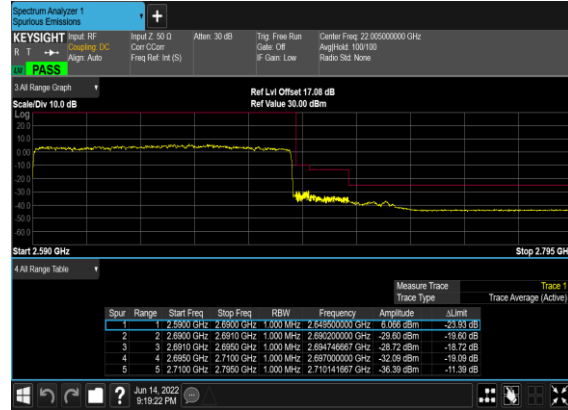 Spectrum Analyzer 1
Spurious Emissions
+
KEYSIGHT Input: RF Input Z: 50 Ω Atten: 30 dB Trig: Free Run Center Freq: 22.005000000 GHz
R T Coupling: DC Corr CCorr Gate: Off Avg|Hold: 100/100
Align: Auto Freq Ref: Int (S) IF Gain: Low Radio Std: None
PASS
3 All Range Graph
Ref Lvl Offset 17.08 dB
Scale/Div 10.0 dB Ref Value 30.00 dBm
Log
20.0
10.0
0.00
-10.0
-20.0
-30.0
-40.0
-50.0
-60.0
Start 2.590 GHz Stop 2.795 GH
4 All Range Table
Measure Trace Trace 1
Trace Type Trace Average (Active)
Spur Range Start Freq Stop Freq RBW Frequency Amplitude ΔLimit
1 1 2.5900 GHz 2.6900 GHz 1.000 MHz 2.649500000 GHz 6.066 dBm -23.93 dB
2 2 2.6900 GHz 2.6910 GHz 1.000 MHz 2.690200000 GHz -29.60 dBm -19.60 dB
3 3 2.6910 GHz 2.6950 GHz 1.000 MHz 2.694746667 GHz -28.72 dBm -18.72 dB
4 4 2.6950 GHz 2.7100 GHz 1.000 MHz 2.697000000 GHz -32.09 dBm -19.09 dB
5 5 2.7100 GHz 2.7950 GHz 1.000 MHz 2.710141667 GHz -36.39 dBm -11.39 dB
? Jun 14, 2022
9:19:22 PM